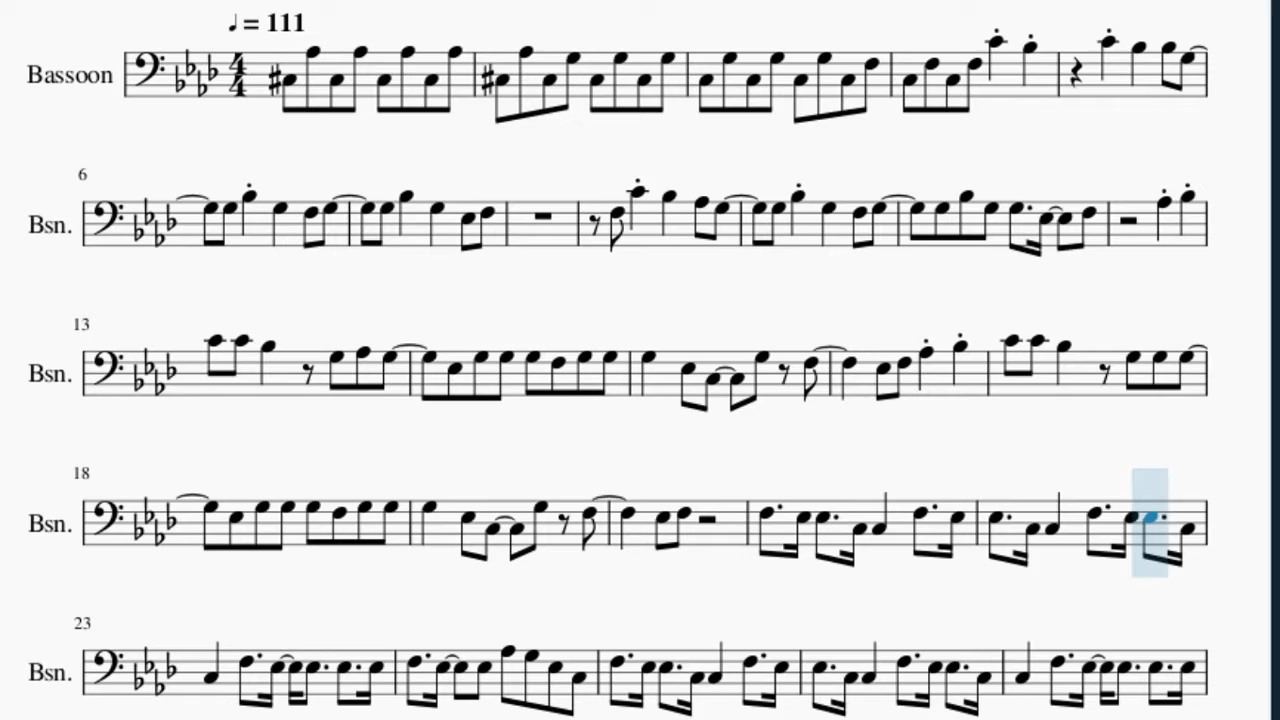 ♩ = 111
Bassoon
4
4
6
Bsn.
13
Bsn.
18
Bsn.
23
Bsn.